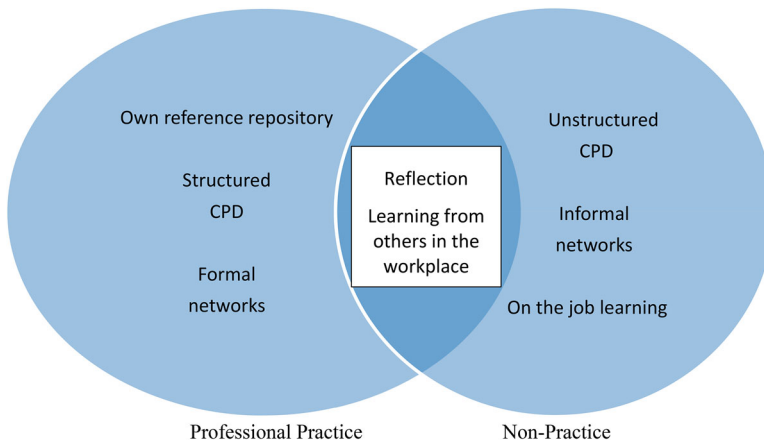 Own reference repository
Structured
CPD
Formal
networks
Reflection
Learning from
others in the
workplace
Unstructured
CPD
Informal
networks
On the job learning
Professional Practice
Non-Practice